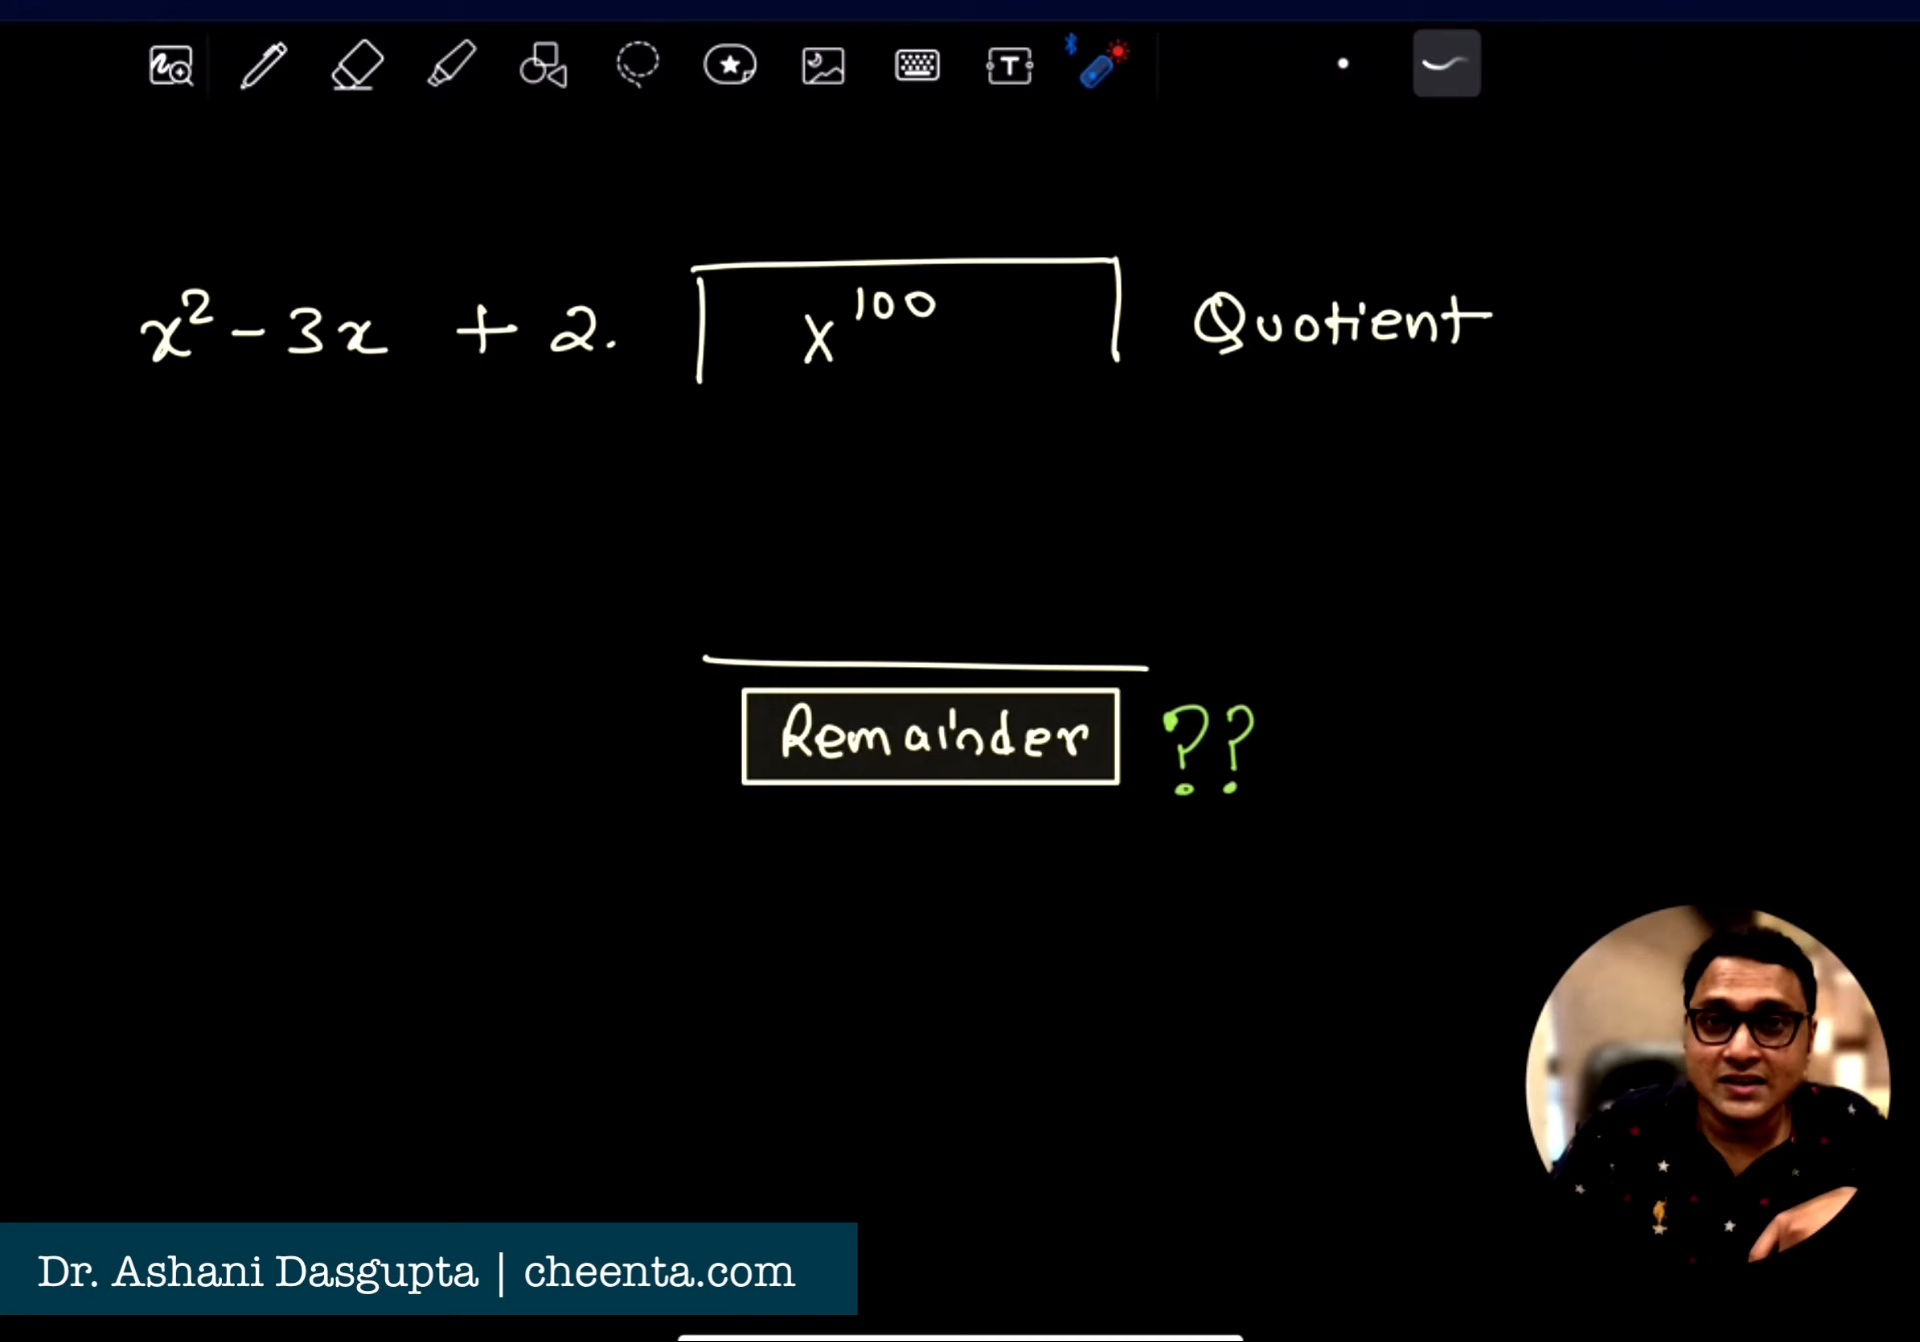 x² - 3x + 2. x¹⁰⁰ Quotient
Remainder ??
Dr. Ashani Dasgupta | cheenta.com